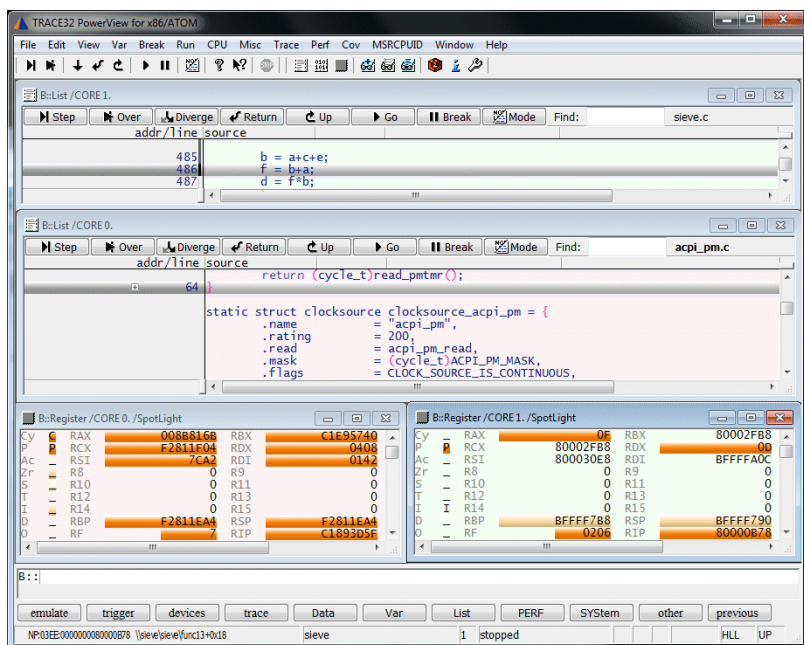 TRACE32 PowerView for x86/ATOM
File Edit View Var Break Run CPU Misc Trace Perf Cov MSRCPUID Window Help
B::List /CORE 1.
Step Over Diverge Return Up Go Break Mode Find: sieve.c
addr/line source
485 b = a+c+e;
486 f = b+a;
487 d = f*b;
B::List /CORE 0.
Step Over Diverge Return Up Go Break Mode Find: acpi_pm.c
addr/line source
return (cycle_t)read_pmtmr();
64 }
static struct clocksource clocksource_acpi_pm = {
.name = "acpi_pm",
.rating = 200,
.read = acpi_pm_read,
.mask = (cycle_t)ACPI_PM_MASK,
.flags = CLOCK_SOURCE_IS_CONTINUOUS,
B::Register /CORE 0. /SpotLight
Cy C RAX 008B816B RBX C1E95740
P P RCX F2811F04 RDX 0408
Ac _ RSI 7CA2 RDI 0142
Zr _ R8 0 R9 0
S _ R10 0 R11 0
T _ R12 0 R13 0
I _ R14 0 R15 0
D _ RBP F2811EA4 RSP F2811EA4
O _ RF 7 RIP C1893D5F
B::Register /CORE 1. /SpotLight
Cy _ RAX 0F RBX 80002FB8
P P RCX 80002FB8 RDX 0D
Ac _ RSI 800030E8 RDI BFFFFA0C
Zr _ R8 0 R9 0
S _ R10 0 R11 0
T _ R12 0 R13 0
I I R14 0 R15 0
D _ RBP BFFFF7B8 RSP BFFFF790
O _ RF 0206 RIP 80000B78
B::
emulate trigger devices trace Data Var List PERF SYStem other previous
NP:03EE:0000000080000B78 \\sieve\sieve\func13+0x18 sieve 1 stopped HLL UP